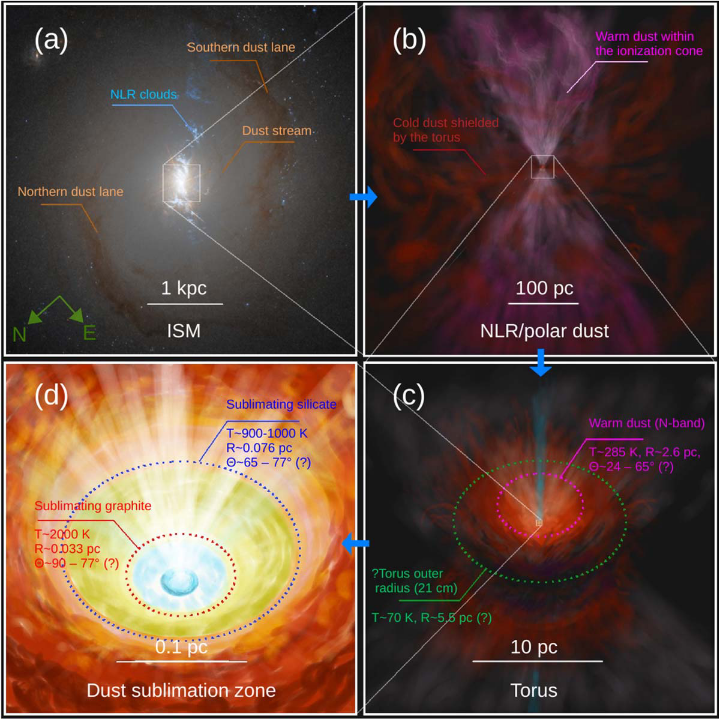 (a)
Southern dust lane
NLR clouds
Dust stream
Northern dust lane
1 kpc
N
E
ISM
(b)
Warm dust within
the ionization cone
Cold dust shielded
by the torus
100 pc
NLR/polar dust
(d)
Sublimating silicate
T~900-1000 K
R~0.076 pc
Θ~65 – 77° (?)
Sublimating graphite
T~2000 K
R~0.033 pc
Θ~90 – 77° (?)
0.1 pc
Dust sublimation zone
(c)
Warm dust (N-band)
T~285 K, R~2.6 pc,
Θ~24 – 65° (?)
?Torus outer
radius (21 cm)
T~70 K, R~5.5 pc (?)
10 pc
Torus